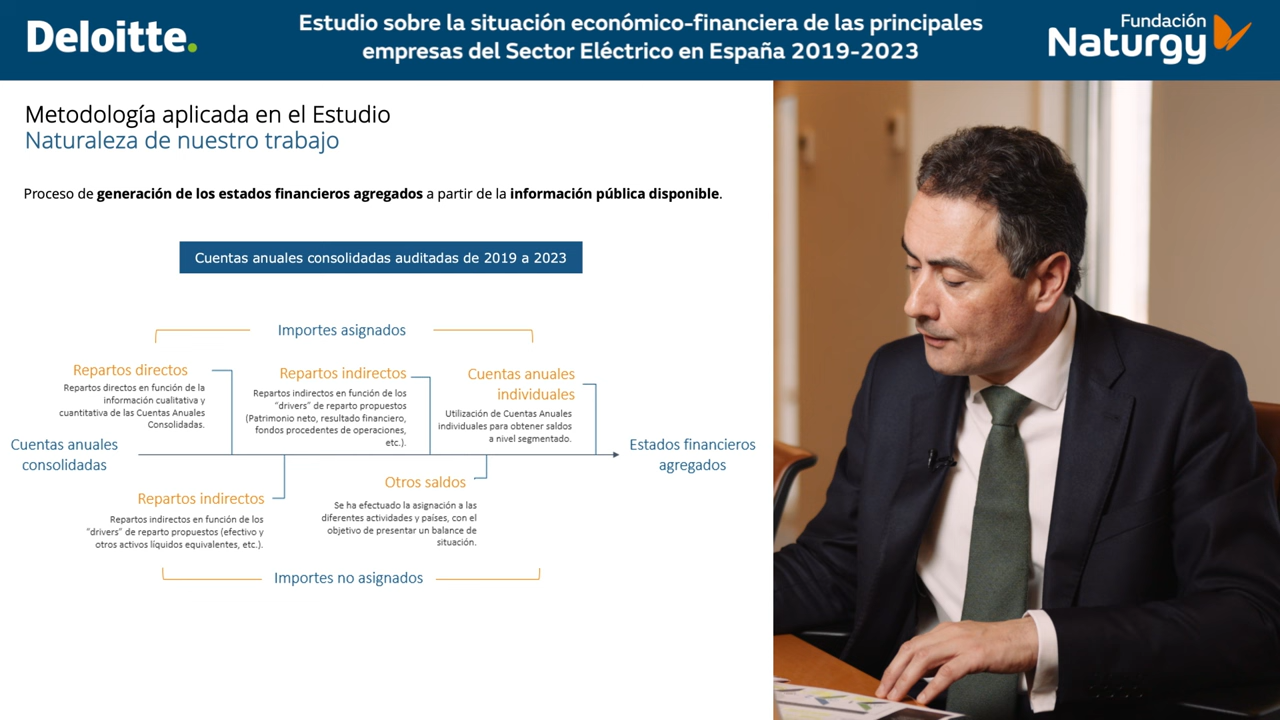 Deloitte.
Estudio sobre la situación económico-financiera de las principales
empresas del Sector Eléctrico en España 2019-2023
Fundación
Naturgy
Metodología aplicada en el Estudio
Naturaleza de nuestro trabajo
Proceso de generación de los estados financieros agregados a partir de la información pública disponible.
Cuentas anuales consolidadas auditadas de 2019 a 2023
Importes asignados
Repartos directos
Repartos directos en función de la
información cualitativa y
cuantitativa de las Cuentas Anuales
Consolidadas.
Repartos indirectos
Repartos indirectos en función de los
“drivers” de reparto propuestos
(Patrimonio neto, resultado financiero,
fondos procedentes de operaciones,
etc.).
Cuentas anuales
individuales
Utilización de Cuentas Anuales
individuales para obtener saldos
a nivel segmentado.
Cuentas anuales
consolidadas
Estados financieros
agregados
Repartos indirectos
Repartos indirectos en función de los
“drivers” de reparto propuestos (efectivo y
otros activos líquidos equivalentes, etc.).
Otros saldos
Se ha efectuado la asignación a las
diferentes actividades y países, con el
objetivo de presentar un balance de
situación.
Importes no asignados